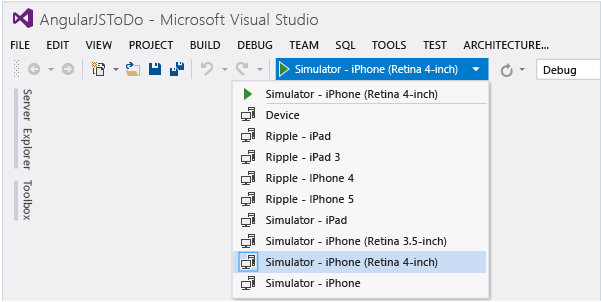 AngularJSToDo - Microsoft Visual Studio
FILE EDIT VIEW PROJECT BUILD DEBUG TEAM SQL TOOLS TEST ARCHITECTURE...
Simulator - iPhone (Retina 4-inch) Debug
Server Explorer
Toolbox
Simulator - iPhone (Retina 4-inch)
Device
Ripple - iPad
Ripple - iPad 3
Ripple - IPhone 4
Ripple - IPhone 5
Simulator - iPad
Simulator - iPhone (Retina 3.5-inch)
Simulator - iPhone (Retina 4-inch)
Simulator - iPhone